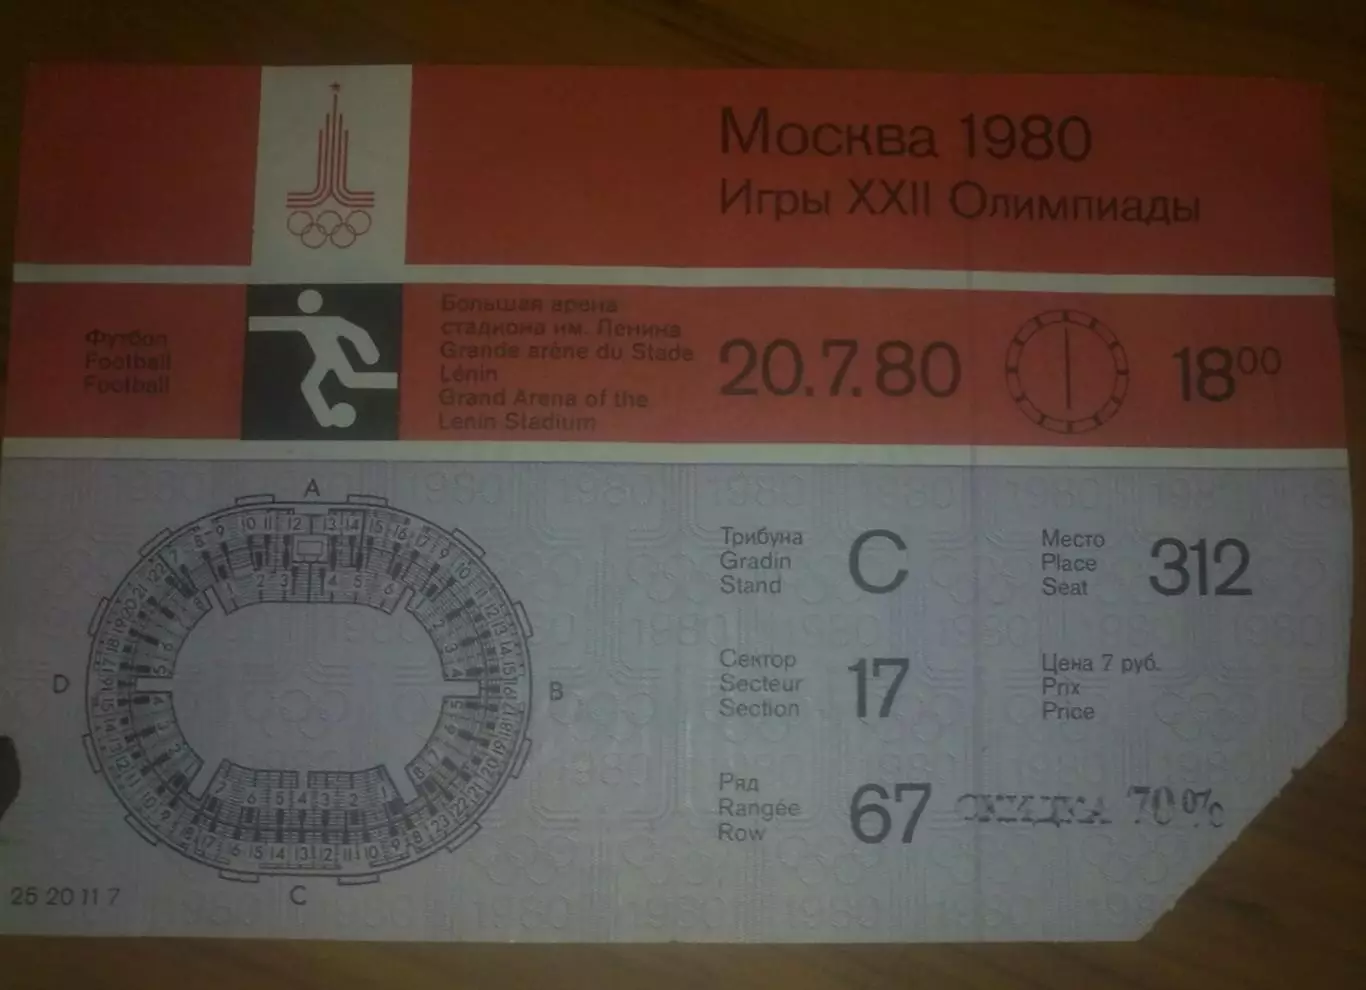 Москва 1980
Игры XXII Олимпиады
Футбол
Football
Football
Большая арена
стадиона им. Ленина
Grande arène du Stade
Lénin
Grand Arena of the
Lenin Stadium
20.7.80
18 00
A
B
C
D
Трибуна
Gradin
Stand
C
Место
Place
Seat
312
Сектор
Secteur
Section
17
Цена 7 руб.
Prix
Price
Ряд
Rangée
Row
67
СКИДКА 70%
25 20 11 7